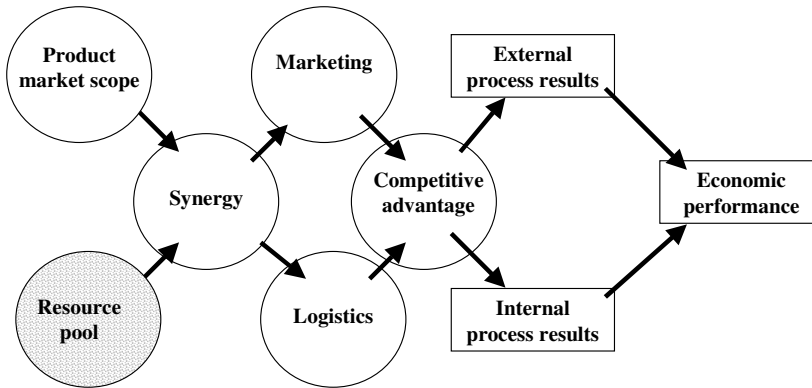 Product
market scope
Marketing
External
process results
Synergy
Competitive
advantage
Economic
performance
Resource
pool
Logistics
Internal
process results